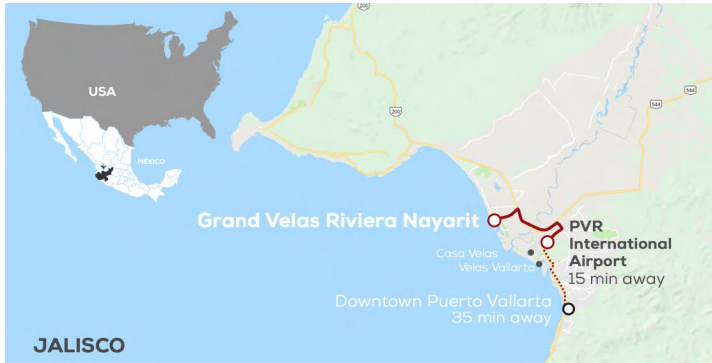 USA
MEXICO
200
200
544
544
Grand Velas Riviera Nayarit
PVR
International
Airport
15 min away
Casa Velas
Velas Vallarta
Downtown Puerto Vallarta
35 min away
JALISCO